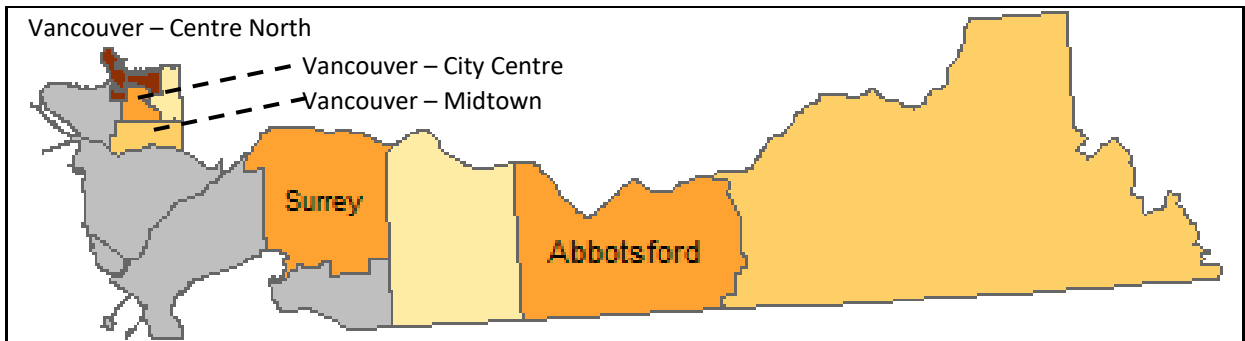 Vancouver – Centre North
Vancouver – City Centre
Vancouver – Midtown
Surrey
Abbotsford